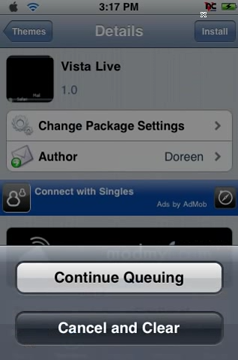 3:17 PM
Themes
Details
Install
Vista Live
1.0
Change Package Settings
Author
Doreen
Connect with Singles
Ads by AdMob
Continue Queuing
Cancel and Clear